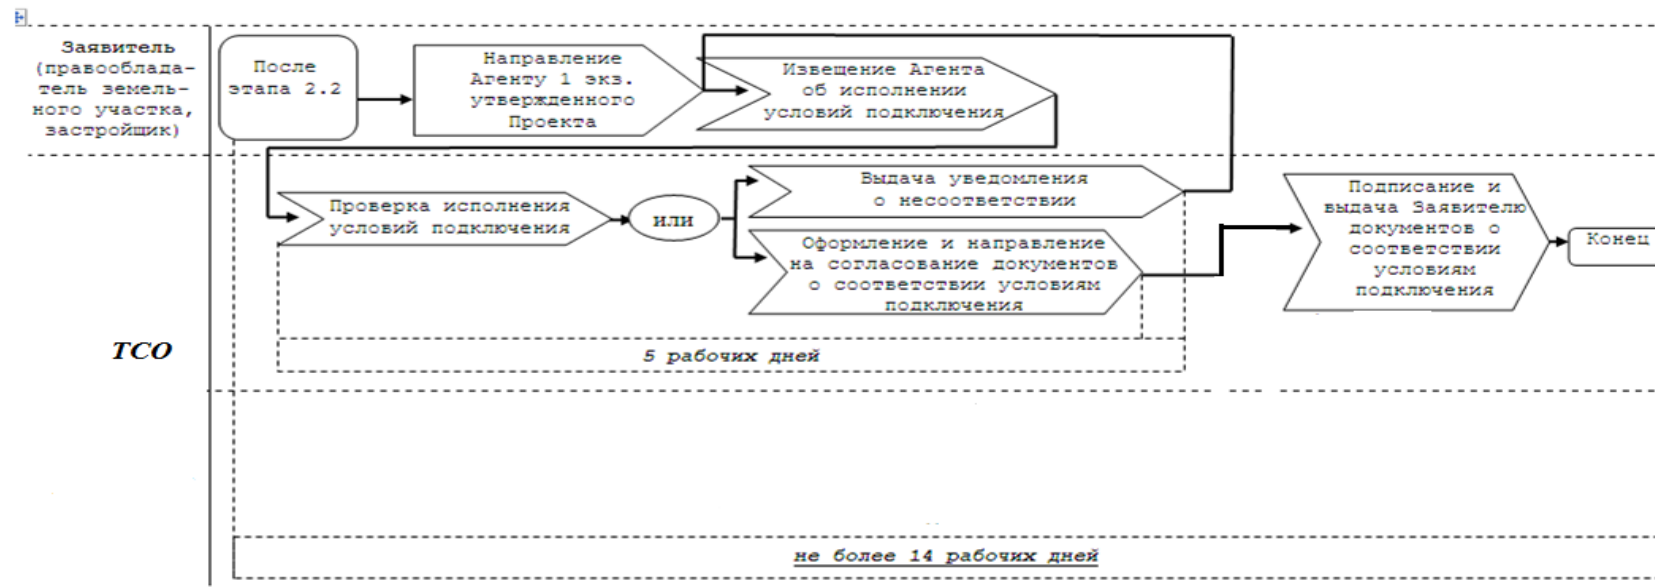 Заявитель
(правооблада-
тель земель-
ного участка,
застройщик)
После
этапа 2.2
Направление
Агенту 1 экз.
утвержденного
Проекта
Извещение Агента
об исполнении
условий подключения
Проверка исполнения
условий подключения
или
Выдача уведомления
о несоответствии
Оформление и направление
на согласование документов
о соответствии условиям
подключения
Подписание и
выдача Заявителю
документов о
соответствии
условиям
подключения
Конец
ТСО
5 рабочих дней
не более 14 рабочих дней